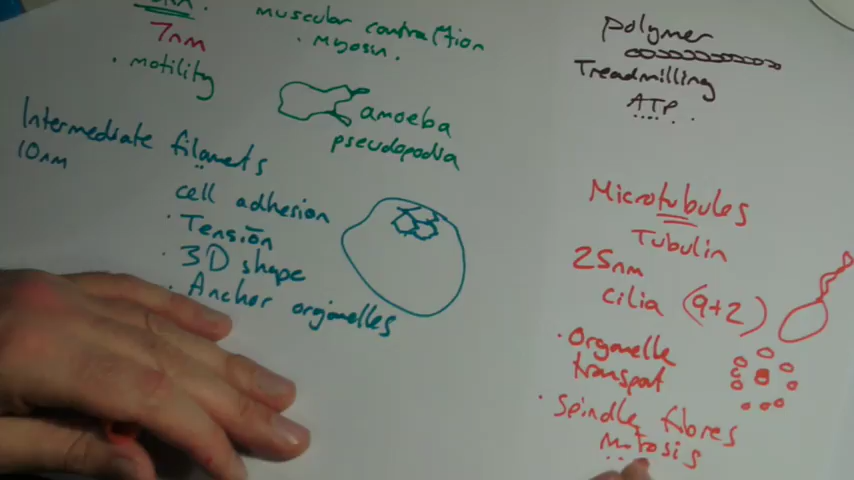 7nm
• motility
muscular contraction
• Myosin.
amoeba
pseudopodia
Intermediate filaments
10nm
cell adhesion
• Tension
• 3D shape
• Anchor organelles
polymer
Treadmilling
ATP
Microtubules
Tubulin
25nm
cilia (9+2)
• Organelle
transport
• Spindle fibres
mitosis